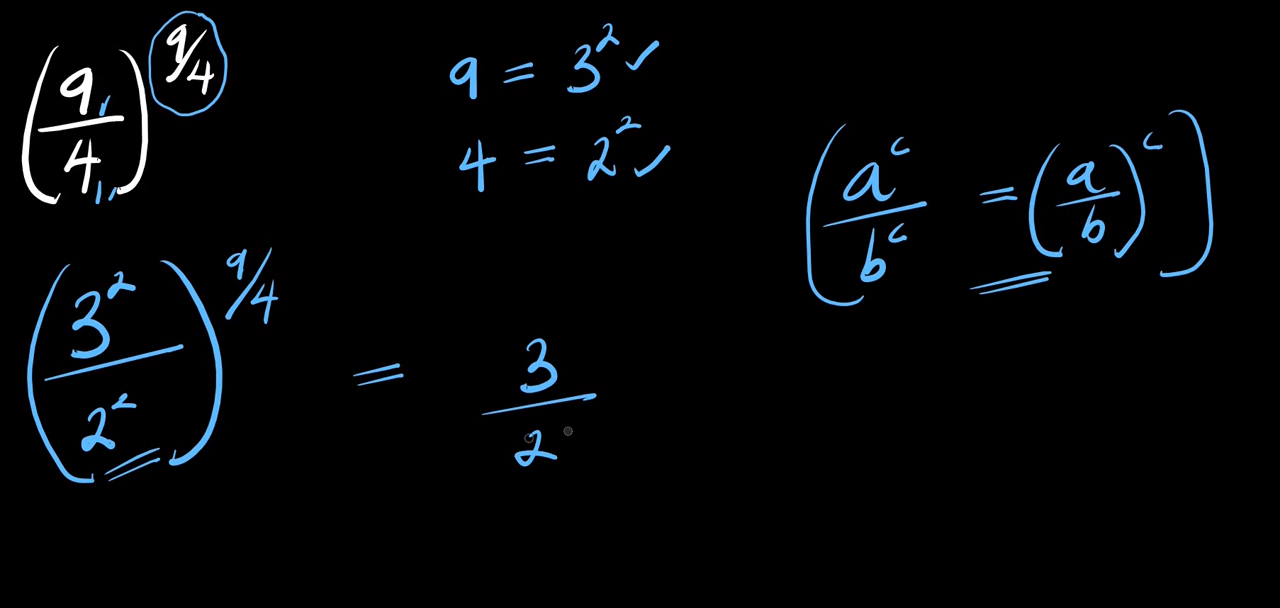 (9/4)^(9/4)
9 = 3² ✓
4 = 2² ✓
[a^c/b^c = (a/b)^c]
(3²/2²)^(9/4) = 3/2